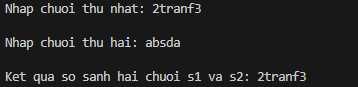 Nhap chuoi thu nhat: 2tranf3
Nhap chuoi thu hai: absda
Ket qua so sanh hai chuoi s1 va s2: 2tranf3